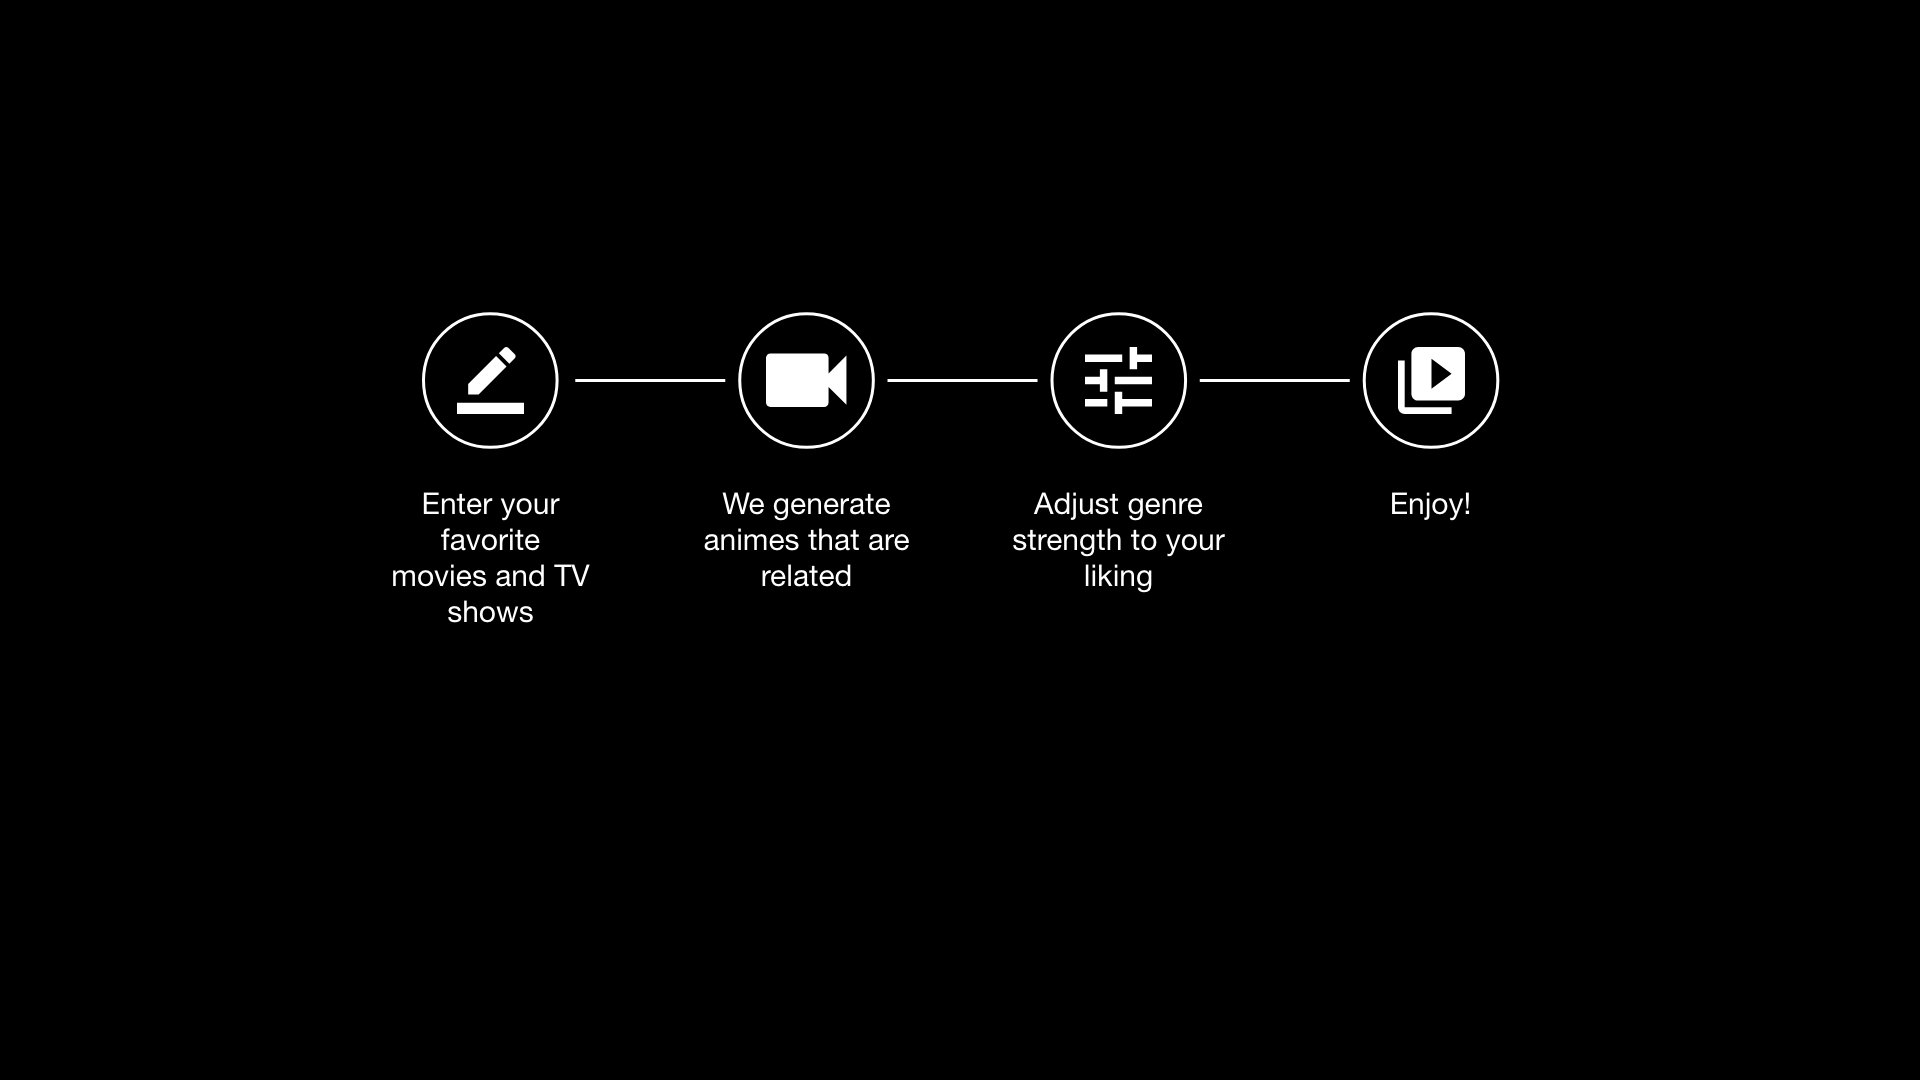 Enter your
favorite
movies and TV
shows
We generate
animes that are
related
Adjust genre
strength to your
liking
Enjoy!